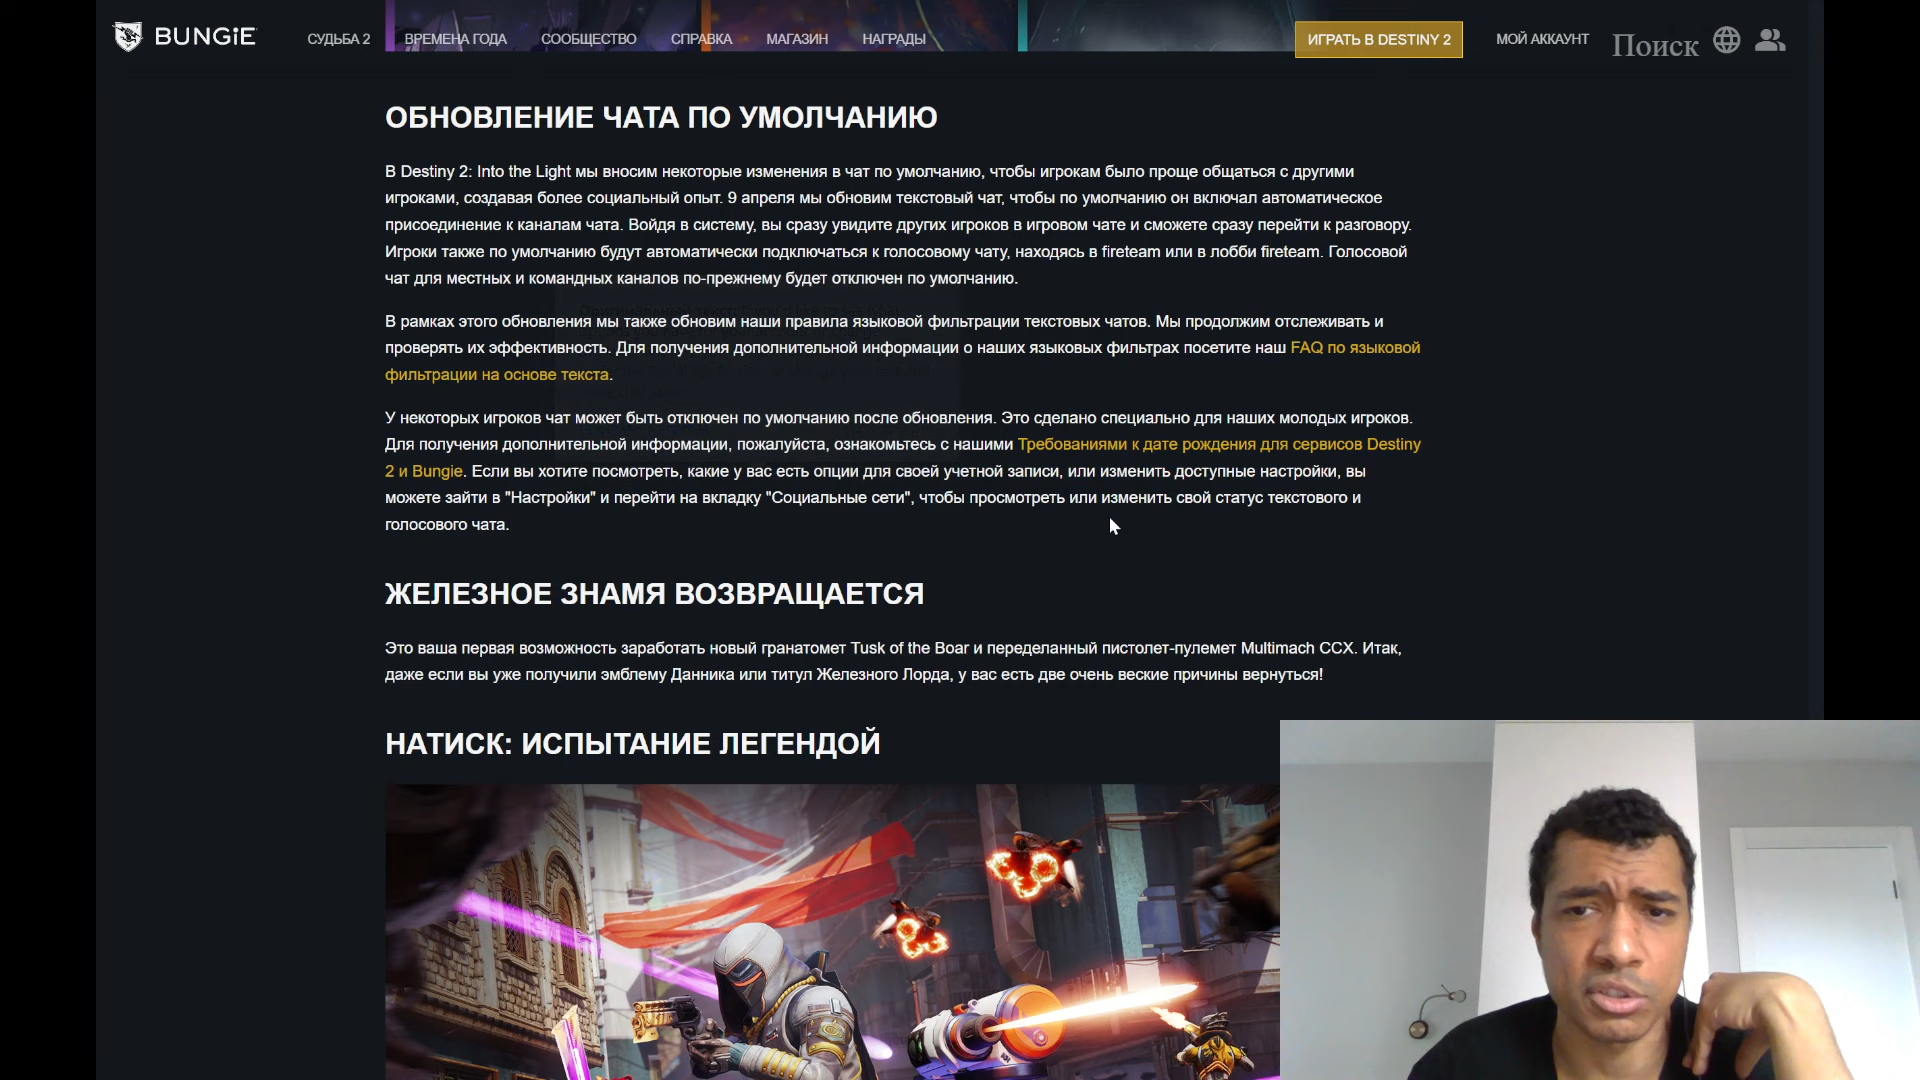 BUNGiE
СУДЬБА 2
ВРЕМЕНА ГОДА
СООБЩЕСТВО
СПРАВКА
МАГАЗИН
НАГРАДЫ
ИГРАТЬ В DESTINY 2
МОЙ АККАУНТ
Поиск
ОБНОВЛЕНИЕ ЧАТА ПО УМОЛЧАНИЮ
В Destiny 2: Into the Light мы вносим некоторые изменения в чат по умолчанию, чтобы игрокам было проще общаться с другими
игроками, создавая более социальный опыт. 9 апреля мы обновим текстовый чат, чтобы по умолчанию он включал автоматическое
присоединение к каналам чата. Войдя в систему, вы сразу увидите других игроков в игровом чате и сможете сразу перейти к разговору.
Игроки также по умолчанию будут автоматически подключаться к голосовому чату, находясь в fireteam или в лобби fireteam. Голосовой
чат для местных и командных каналов по-прежнему будет отключен по умолчанию.
В рамках этого обновления мы также обновим наши правила языковой фильтрации текстовых чатов. Мы продолжим отслеживать и
проверять их эффективность. Для получения дополнительной информации о наших языковых фильтрах посетите наш FAQ по языковой
фильтрации на основе текста.
У некоторых игроков чат может быть отключен по умолчанию после обновления. Это сделано специально для наших молодых игроков.
Для получения дополнительной информации, пожалуйста, ознакомьтесь с нашими Требованиями к дате рождения для сервисов Destiny
2 и Bungie. Если вы хотите посмотреть, какие у вас есть опции для своей учетной записи, или изменить доступные настройки, вы
можете зайти в "Настройки" и перейти на вкладку "Социальные сети", чтобы просмотреть или изменить свой статус текстового и
голосового чата.
ЖЕЛЕЗНОЕ ЗНАМЯ ВОЗВРАЩАЕТСЯ
Это ваша первая возможность заработать новый гранатомет Tusk of the Boar и переделанный пистолет-пулемет Multimach CCX. Итак,
даже если вы уже получили эмблему Данника или титул Железного Лорда, у вас есть две очень веские причины вернуться!
НАТИСК: ИСПЫТАНИЕ ЛЕГЕНДОЙ